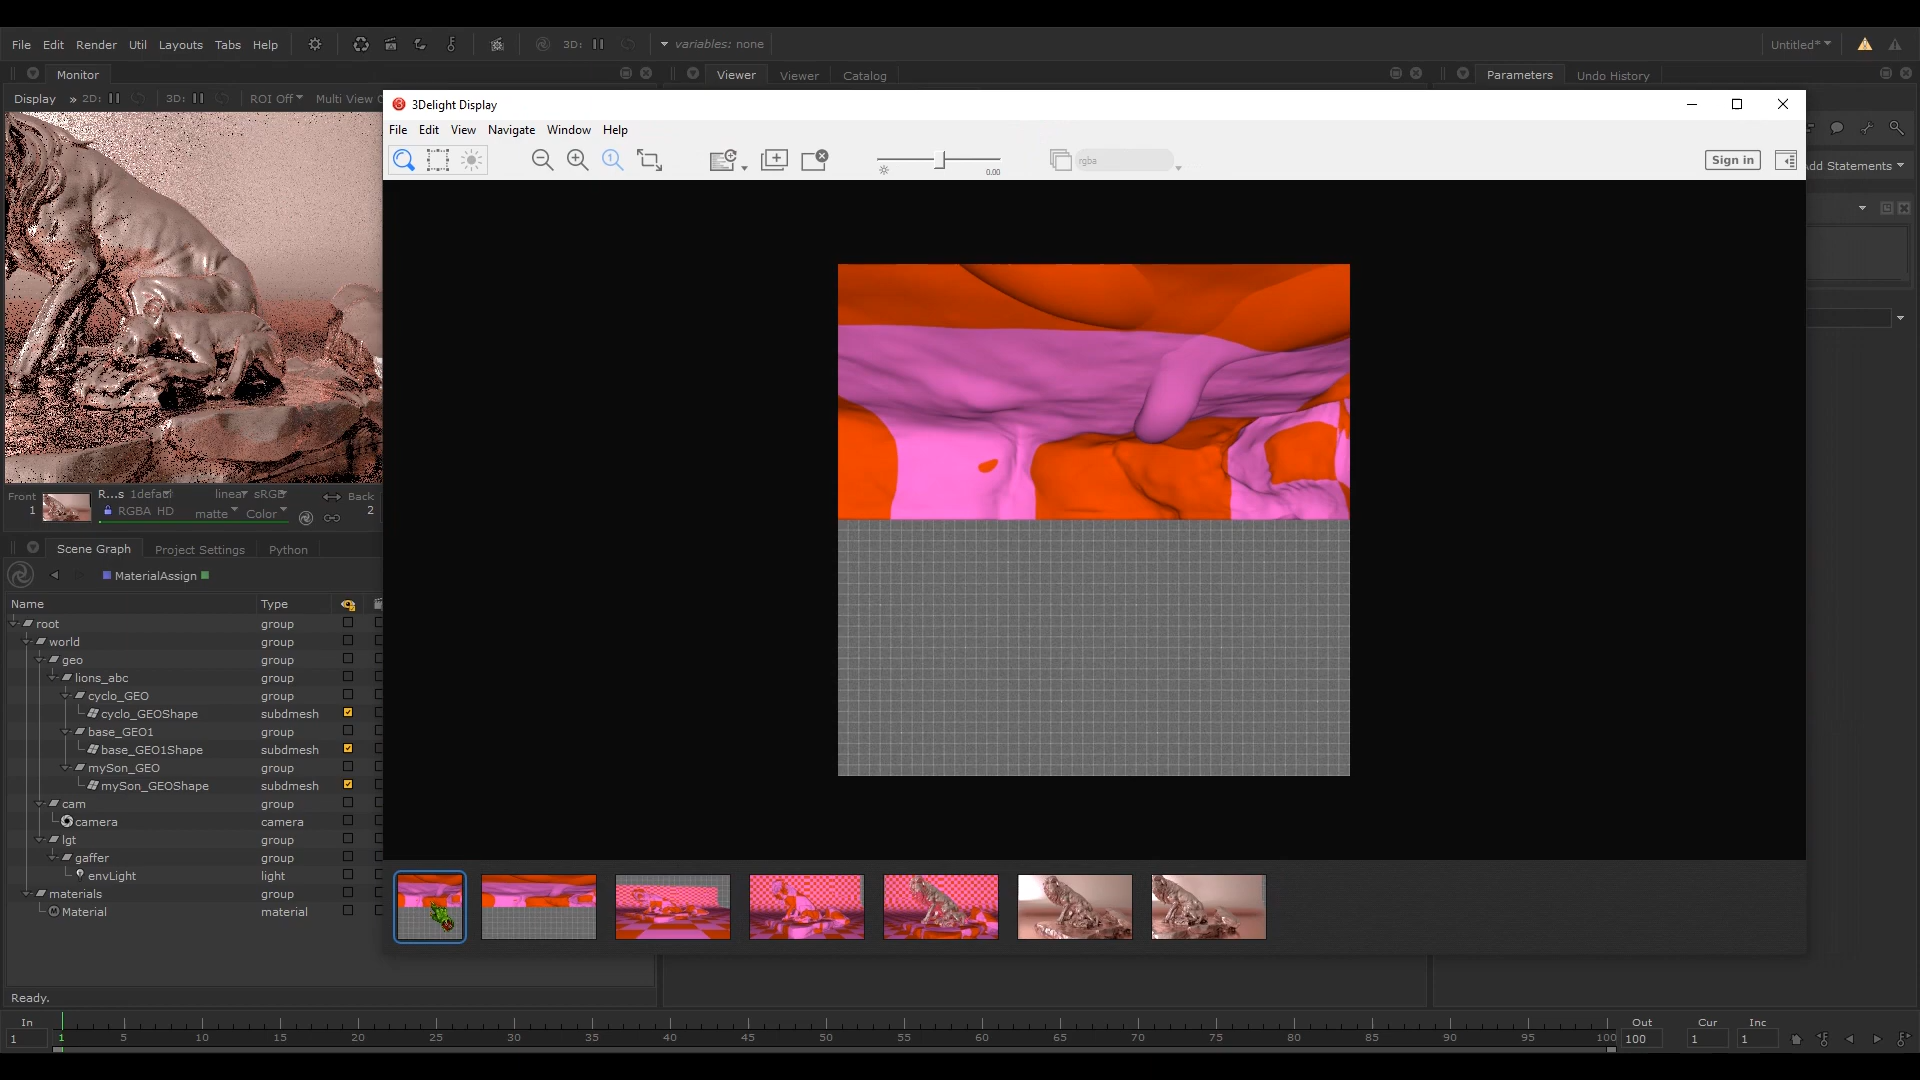 File Edit Render Util Layouts Tabs Help 3D: variables: none Untitled*
Monitor Viewer Viewer Catalog Parameters Undo History
Display » 2D: 3D: ROI Off Multi View
3Delight Display
File Edit View Navigate Window Help
0.00 rgba Sign in
Add Statements
Front R...s 1default linear sRGB Back
1 RGBA HD matte Color 2
Scene Graph Project Settings Python
MaterialAssign
Name Type
root group
world group
geo group
lions_abc group
cyclo_GEO group
cyclo_GEOShape subdmesh
base_GEO1 group
base_GEO1Shape subdmesh
mySon_GEO group
mySon_GEOShape subdmesh
cam group
camera camera
lgt group
gaffer group
envLight light
materials group
Material material
Ready.
In Out Cur Inc
1 1 5 10 15 20 25 30 35 40 45 50 55 60 65 70 75 80 85 90 95 100 100 1 1